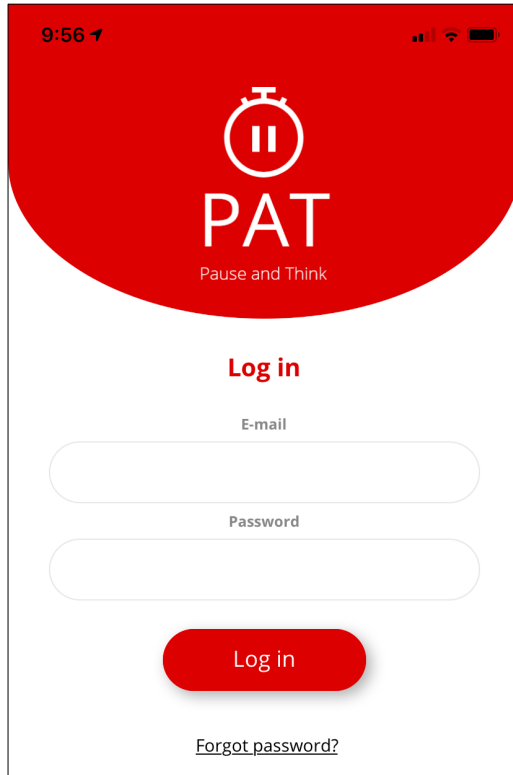 9:56
PAT
Pause and Think
Log in
E-mail
Password
Log in
Forgot password?